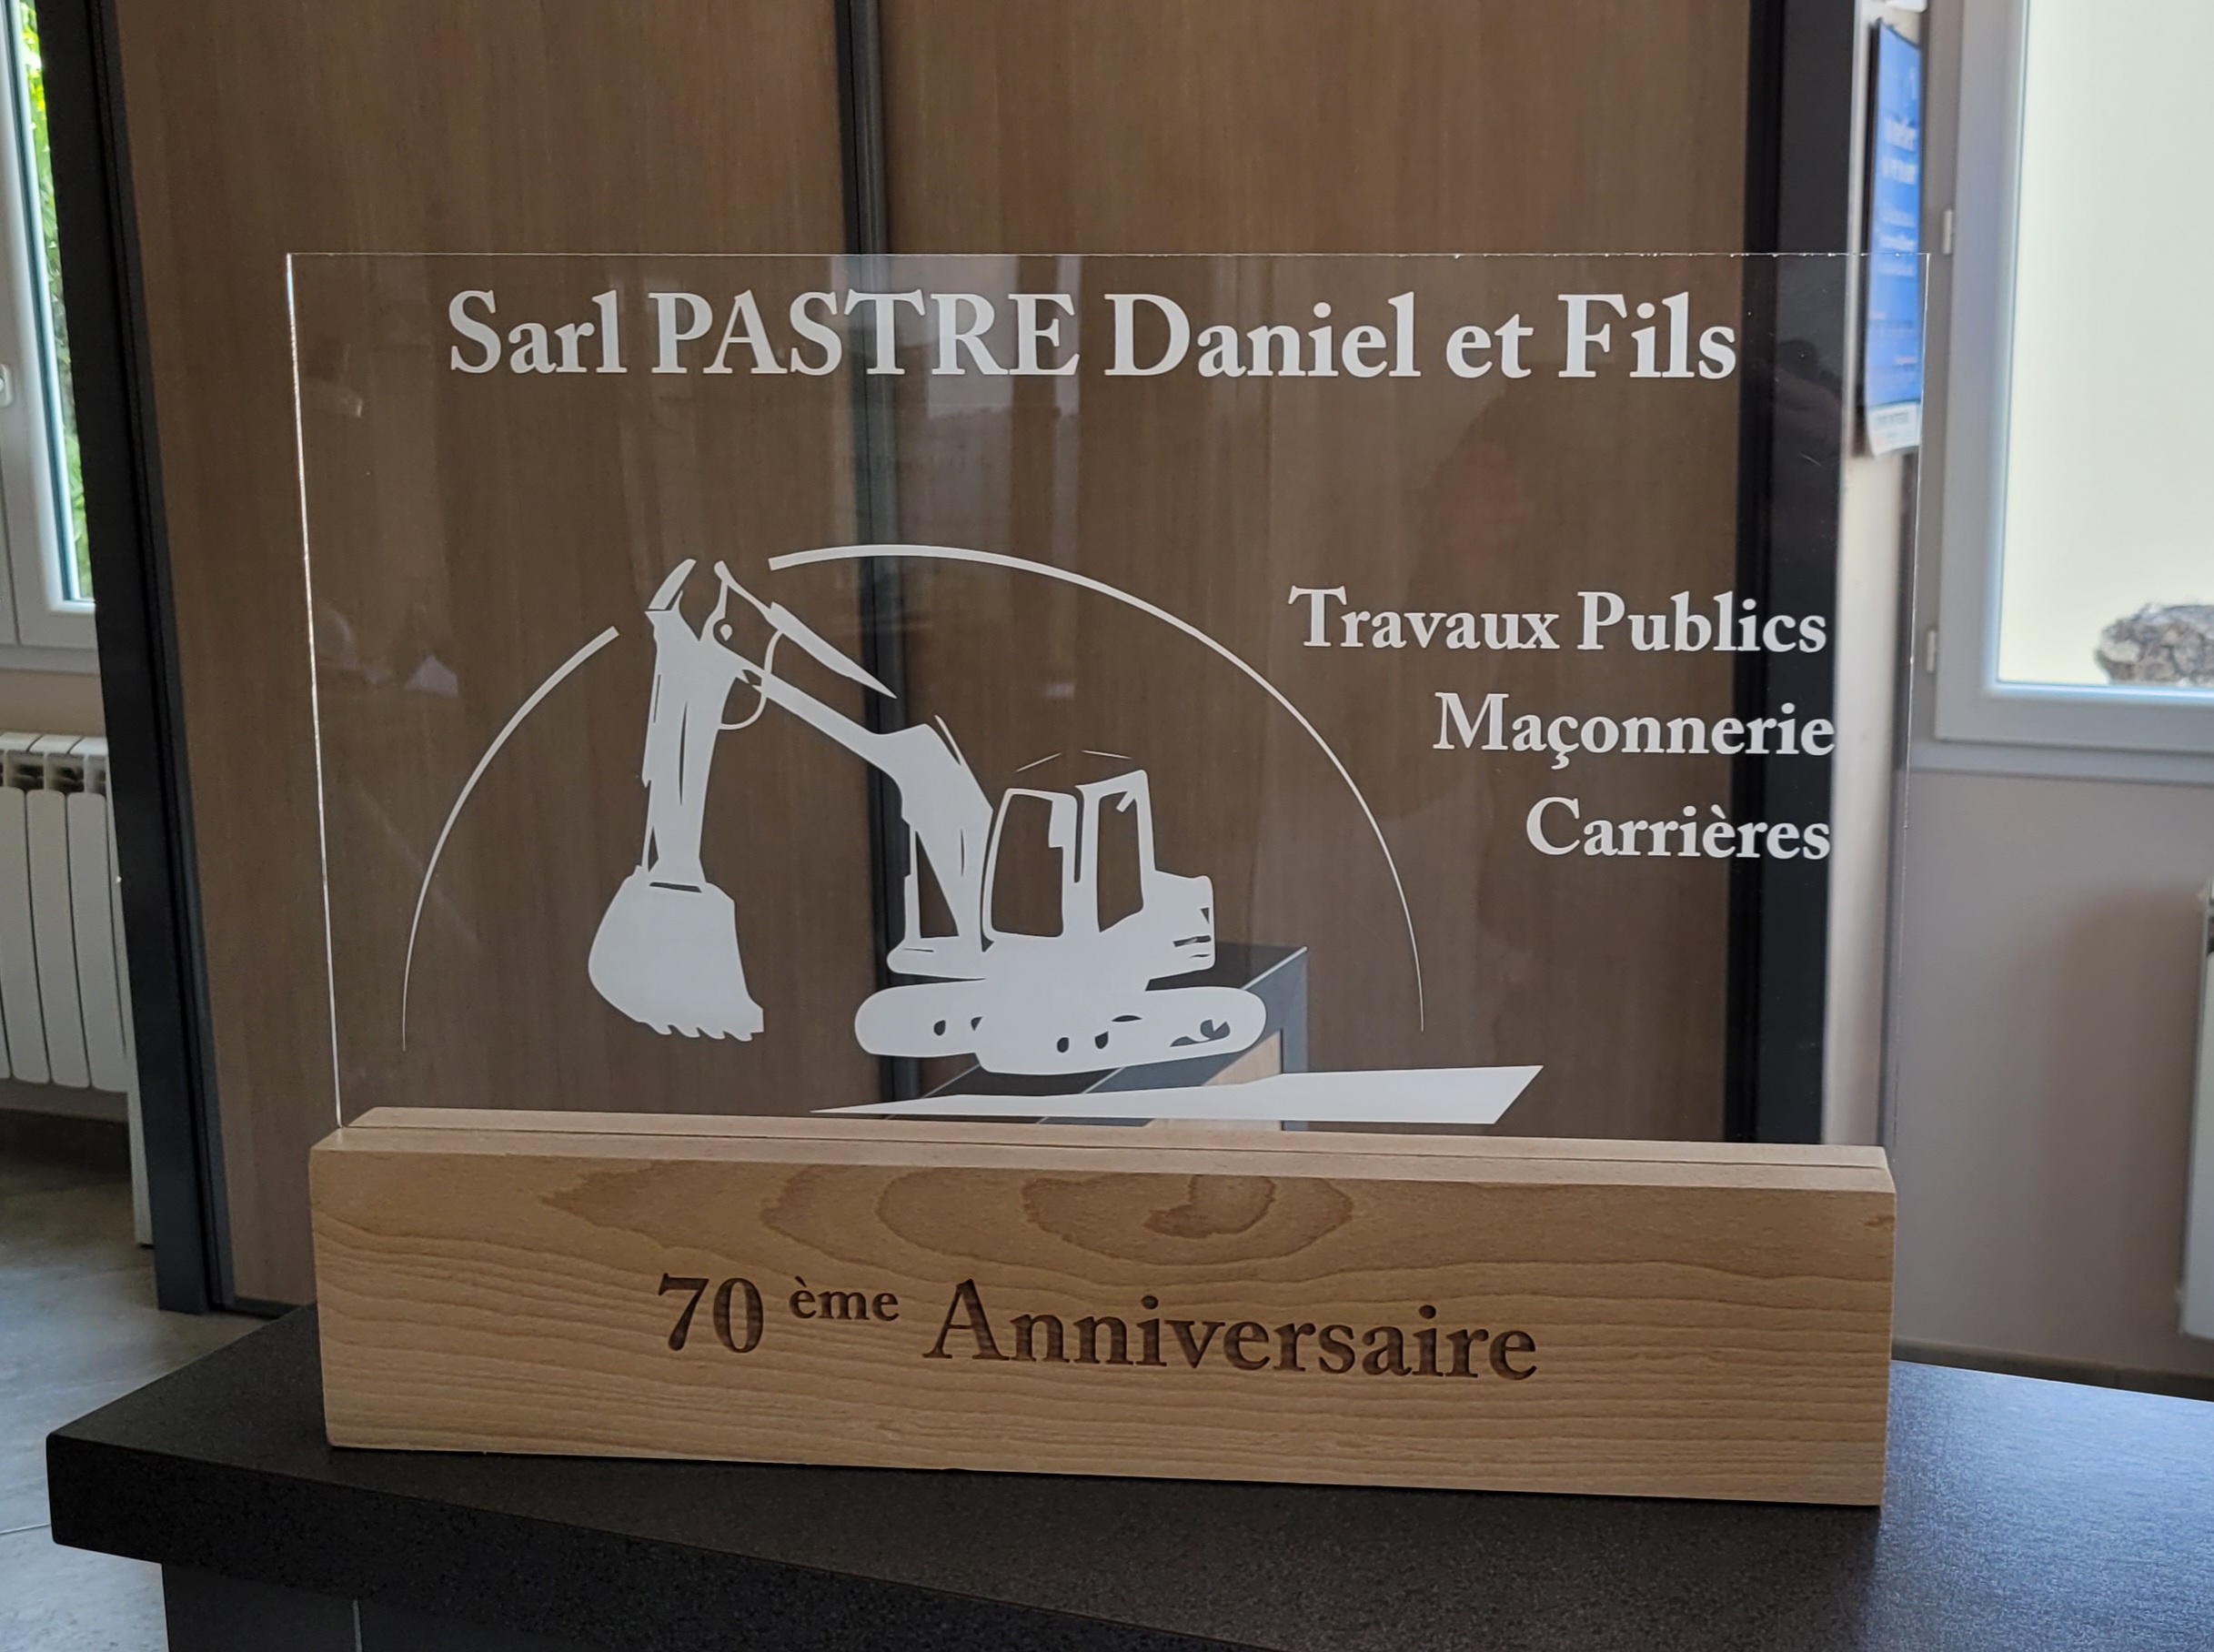 Sarl PASTRE Daniel et Fils
Travaux Publics
Maçonnerie
Carrières
70 ème Anniversaire